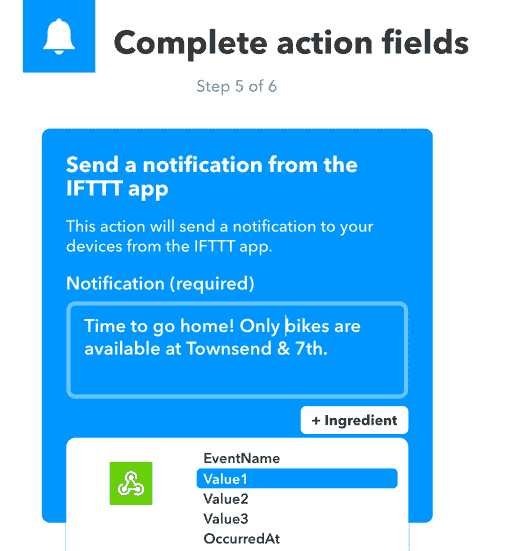 Complete action fields
Step 5 of 6
Send a notification from the
IFTTT app
This action will send a notification to your
devices from the IFTTT app.
Notification (required)
Time to go home! Only bikes are
available at Townsend & 7th.
+ Ingredient
EventName
Value1
Value2
Value3
OccurredAt